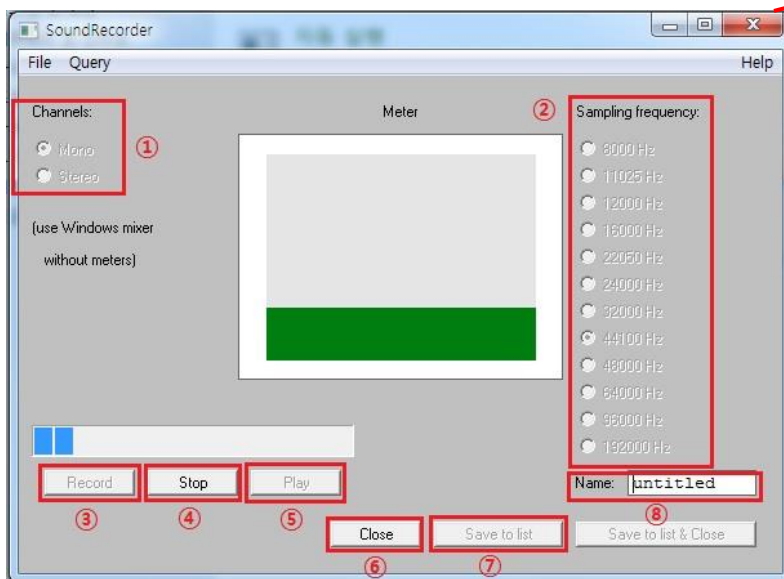 SoundRecorder
File Query Help
Channels:
① Mono
Stereo
(use Windows mixer
without meters)
Meter
② Sampling frequency:
8000 Hz
11025 Hz
12000 Hz
16000 Hz
22050 Hz
24000 Hz
32000 Hz
44100 Hz
48000 Hz
64000 Hz
96000 Hz
192000 Hz
Record Stop Play
③ ④ ⑤
Name: untitled
⑧
Close Save to list Save to list & Close
⑥ ⑦